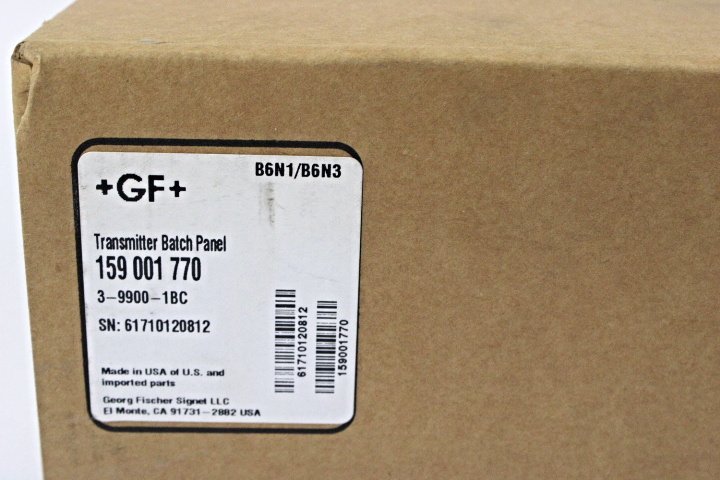 B6N1/B6N3
+GF+
Transmitter Batch Panel
159 001 770
3-9900-1BC
SN: 61710120812
61710120812
159001770
Made in USA of U.S. and
imported parts
Georg Fischer Signet LLC
El Monte, CA 91731-2882 USA